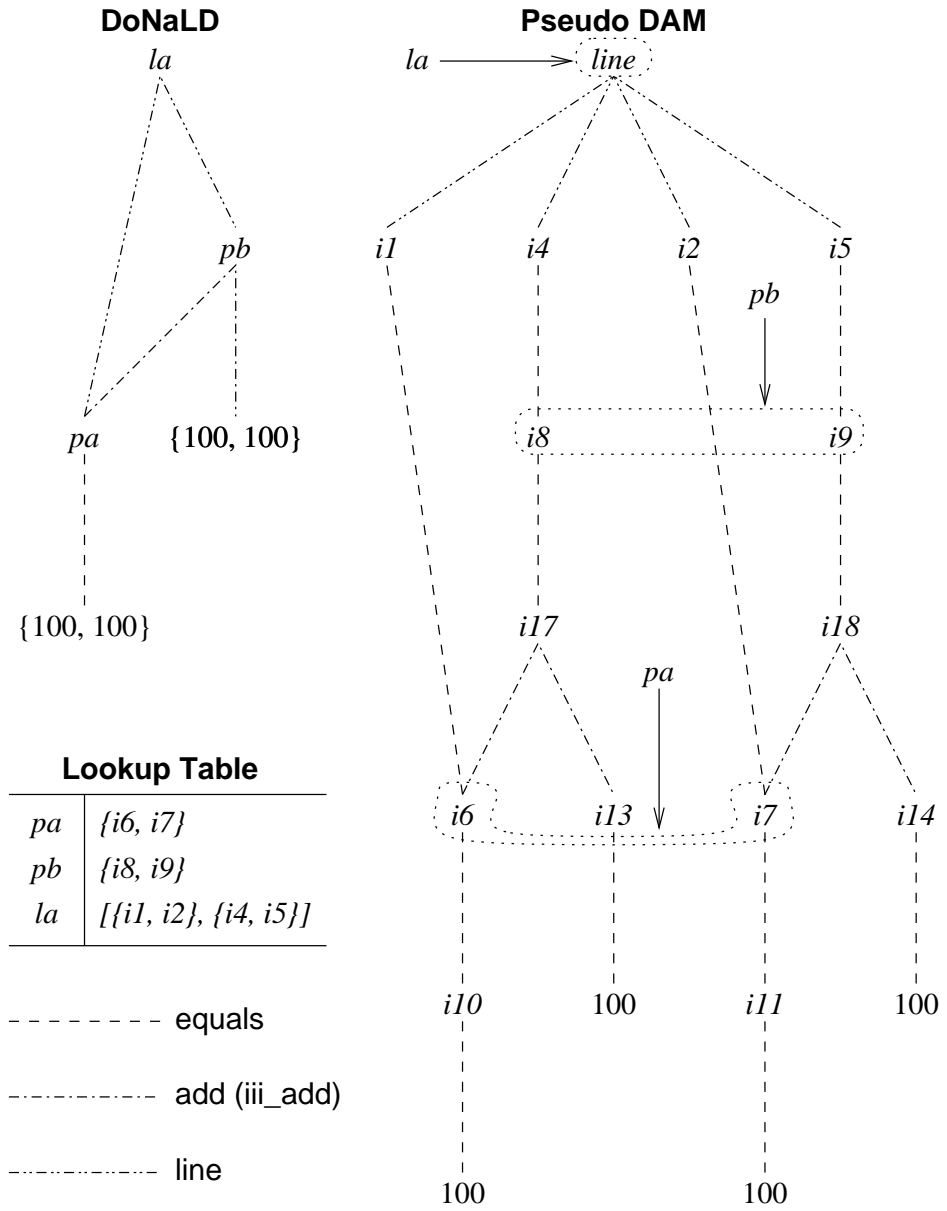 DoNaLD
la
pb
pa
{100, 100}
{100, 100}
Pseudo DAM
la
line
i1
i4
i2
i5
pb
i8
i9
i17
i18
pa
i6
i13
i7
i14
i10
100
i11
100
100
100
Lookup Table
pa {i6, i7}
pb {i8, i9}
la [{i1, i2}, {i4, i5}]
equals
add (iii_add)
line